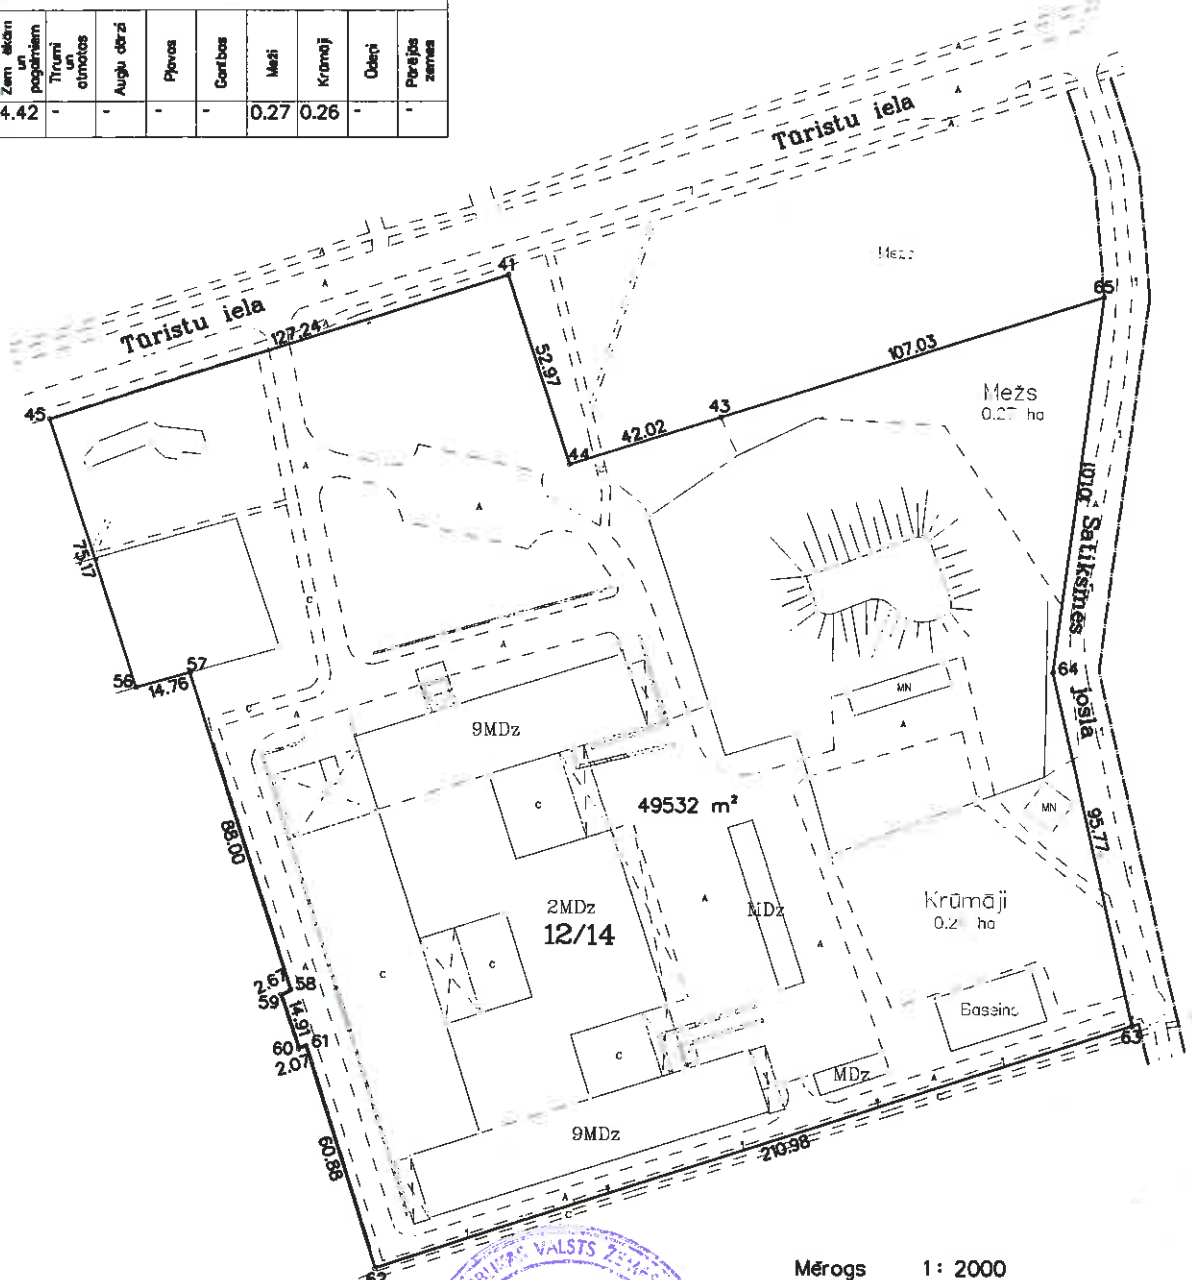 Zem ēkām un pagalmiem
Tīrumi un atmatas
Augļu dārzi
Pļavas
Ganības
Meži
Krūmāji
Ūdeņi
Pārējās zemes
4.42 - - - - 0.27 0.26 - -
Tūristu iela
Tūristu iela
41
65
127.24
52.97
107.03
Mežs
45
43
42.02
44
75.17
57
56
14.76
64
josla
Satiksmes
9MDz
MN
49532 m²
MN
95.77
88.00
2MDz
12/14
MDz
Krūmāji
ha
2.67
58
59
14.91
60
61
2.07
Baseins
63
MDz
9MDz
60.88
210.98
VALSTS
Mērogs 1: 2000